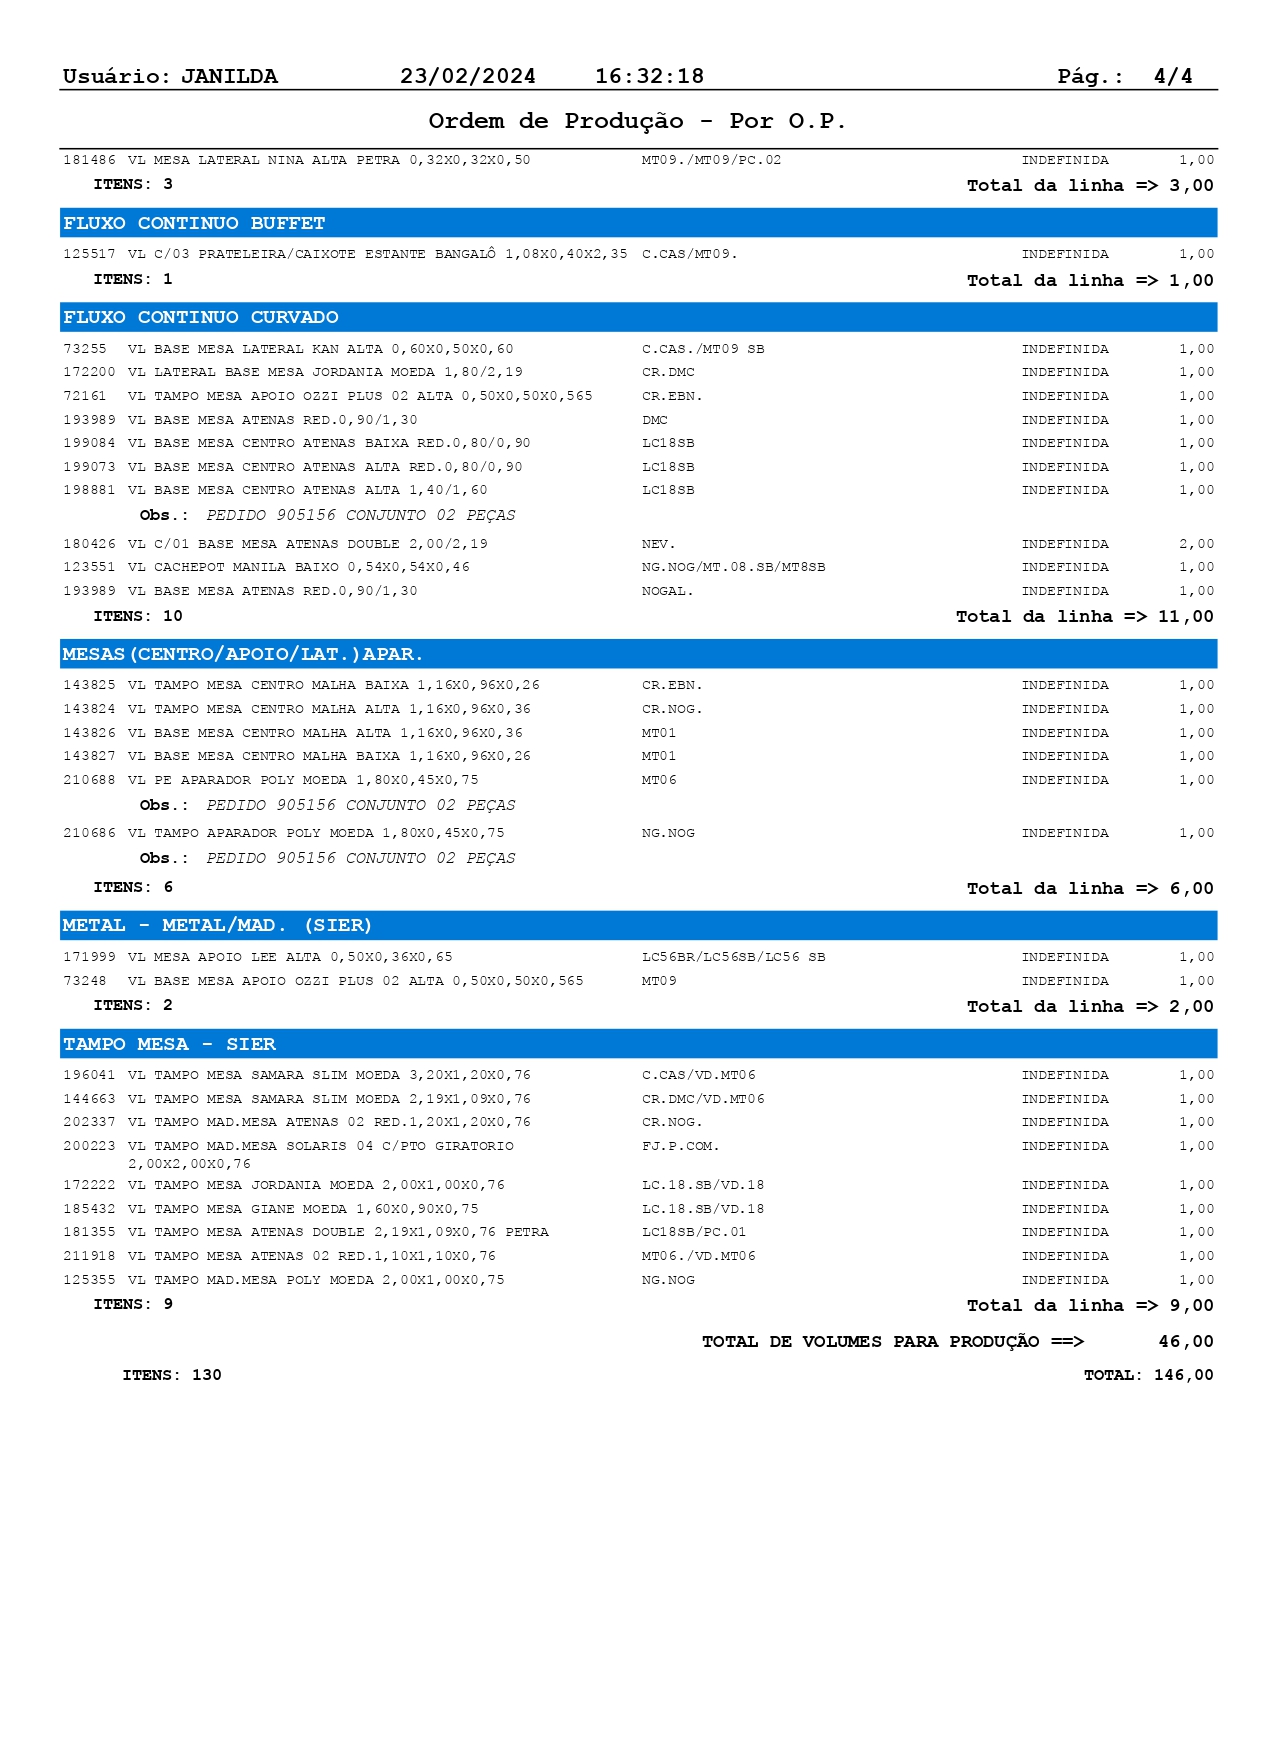 Usuário: JANILDA 23/02/2024 16:32:18 Pág.: 4/4
Ordem de Produção - Por O.P.
181486 VL MESA LATERAL NINA ALTA PETRA 0,32X0,32X0,50 MT09./MT09/PC.02 INDEFINIDA 1,00
ITENS: 3 Total da linha => 3,00
FLUXO CONTINUO BUFFET
125517 VL C/03 PRATELEIRA/CAIXOTE ESTANTE BANGALÔ 1,08X0,40X2,35 C.CAS/MT09. INDEFINIDA 1,00
ITENS: 1 Total da linha => 1,00
FLUXO CONTINUO CURVADO
73255 VL BASE MESA LATERAL KAN ALTA 0,60X0,50X0,60 C.CAS./MT09 SB INDEFINIDA 1,00
172200 VL LATERAL BASE MESA JORDANIA MOEDA 1,80/2,19 CR.DMC INDEFINIDA 1,00
72161 VL TAMPO MESA APOIO OZZI PLUS 02 ALTA 0,50X0,50X0,565 CR.EBN. INDEFINIDA 1,00
193989 VL BASE MESA ATENAS RED.0,90/1,30 DMC INDEFINIDA 1,00
199084 VL BASE MESA CENTRO ATENAS BAIXA RED.0,80/0,90 LC18SB INDEFINIDA 1,00
199073 VL BASE MESA CENTRO ATENAS ALTA RED.0,80/0,90 LC18SB INDEFINIDA 1,00
198881 VL BASE MESA CENTRO ATENAS ALTA 1,40/1,60 LC18SB INDEFINIDA 1,00
Obs.: PEDIDO 905156 CONJUNTO 02 PEÇAS
180426 VL C/01 BASE MESA ATENAS DOUBLE 2,00/2,19 NEV. INDEFINIDA 2,00
123551 VL CACHEPOT MANILA BAIXO 0,54X0,54X0,46 NG.NOG/MT.08.SB/MT8SB INDEFINIDA 1,00
193989 VL BASE MESA ATENAS RED.0,90/1,30 NOGAL. INDEFINIDA 1,00
ITENS: 10 Total da linha => 11,00
MESAS(CENTRO/APOIO/LAT.)APAR.
143825 VL TAMPO MESA CENTRO MALHA BAIXA 1,16X0,96X0,26 CR.EBN. INDEFINIDA 1,00
143824 VL TAMPO MESA CENTRO MALHA ALTA 1,16X0,96X0,36 CR.NOG. INDEFINIDA 1,00
143826 VL BASE MESA CENTRO MALHA ALTA 1,16X0,96X0,36 MT01 INDEFINIDA 1,00
143827 VL BASE MESA CENTRO MALHA BAIXA 1,16X0,96X0,26 MT01 INDEFINIDA 1,00
210688 VL PE APARADOR POLY MOEDA 1,80X0,45X0,75 MT06 INDEFINIDA 1,00
Obs.: PEDIDO 905156 CONJUNTO 02 PEÇAS
210686 VL TAMPO APARADOR POLY MOEDA 1,80X0,45X0,75 NG.NOG INDEFINIDA 1,00
Obs.: PEDIDO 905156 CONJUNTO 02 PEÇAS
ITENS: 6 Total da linha => 6,00
METAL - METAL/MAD. (SIER)
171999 VL MESA APOIO LEE ALTA 0,50X0,36X0,65 LC56BR/LC56SB/LC56 SB INDEFINIDA 1,00
73248 VL BASE MESA APOIO OZZI PLUS 02 ALTA 0,50X0,50X0,565 MT09 INDEFINIDA 1,00
ITENS: 2 Total da linha => 2,00
TAMPO MESA - SIER
196041 VL TAMPO MESA SAMARA SLIM MOEDA 3,20X1,20X0,76 C.CAS/VD.MT06 INDEFINIDA 1,00
144663 VL TAMPO MESA SAMARA SLIM MOEDA 2,19X1,09X0,76 CR.DMC/VD.MT06 INDEFINIDA 1,00
202337 VL TAMPO MAD.MESA ATENAS 02 RED.1,20X1,20X0,76 CR.NOG. INDEFINIDA 1,00
200223 VL TAMPO MAD.MESA SOLARIS 04 C/PTO GIRATORIO FJ.P.COM. INDEFINIDA 1,00
2,00X2,00X0,76
172222 VL TAMPO MESA JORDANIA MOEDA 2,00X1,00X0,76 LC.18.SB/VD.18 INDEFINIDA 1,00
185432 VL TAMPO MESA GIANE MOEDA 1,60X0,90X0,75 LC.18.SB/VD.18 INDEFINIDA 1,00
181355 VL TAMPO MESA ATENAS DOUBLE 2,19X1,09X0,76 PETRA LC18SB/PC.01 INDEFINIDA 1,00
211918 VL TAMPO MESA ATENAS 02 RED.1,10X1,10X0,76 MT06./VD.MT06 INDEFINIDA 1,00
125355 VL TAMPO MAD.MESA POLY MOEDA 2,00X1,00X0,75 NG.NOG INDEFINIDA 1,00
ITENS: 9 Total da linha => 9,00
TOTAL DE VOLUMES PARA PRODUÇÃO ==> 46,00
ITENS: 130 TOTAL: 146,00